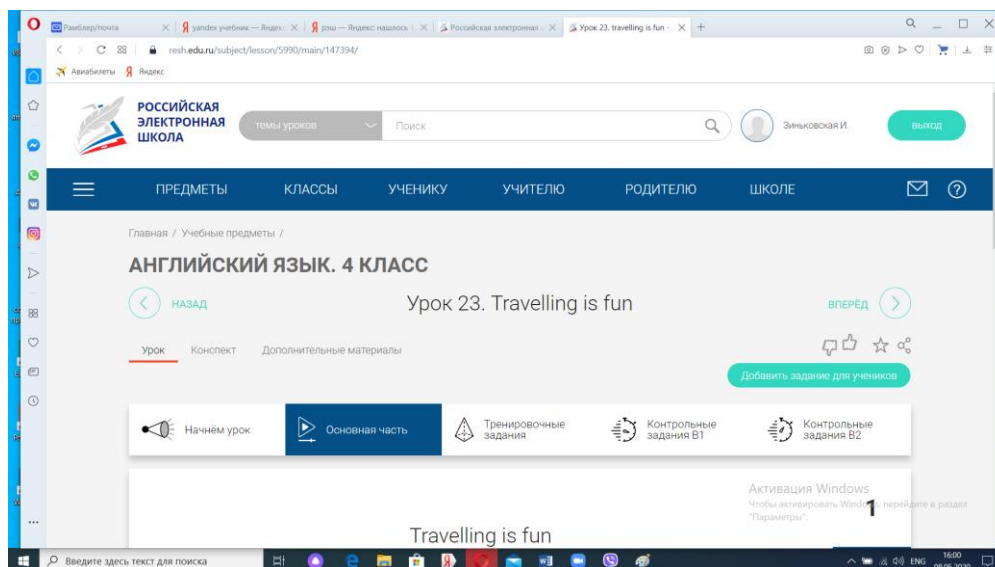 Рамблер/почта
yandex учебник — Яндекс
рэш — Яндекс: нашлось
Российская электронная
Урок 23. travelling is fun -
resh.edu.ru/subject/lesson/5990/main/147394/
Авиабилеты Яндекс
РОССИЙСКАЯ
ЭЛЕКТРОННАЯ
ШКОЛА
темы уроков
Поиск
Зиньковская И.
ВЫХОД
ПРЕДМЕТЫ КЛАССЫ УЧЕНИКУ УЧИТЕЛЮ РОДИТЕЛЮ ШКОЛЕ
Главная / Учебные предметы /
АНГЛИЙСКИЙ ЯЗЫК. 4 КЛАСС
НАЗАД Урок 23. Travelling is fun ВПЕРЁД
Урок Конспект Дополнительные материалы
Добавить задание для учеников
Начнём урок
Основная часть
Тренировочные
задания
Контрольные
задания В1
Контрольные
задания В2
Активация Windows
Чтобы активировать Windows, перейдите в раздел
"Параметры".
1
Travelling is fun
Введите здесь текст для поиска
ENG
16:00
08.05.2020